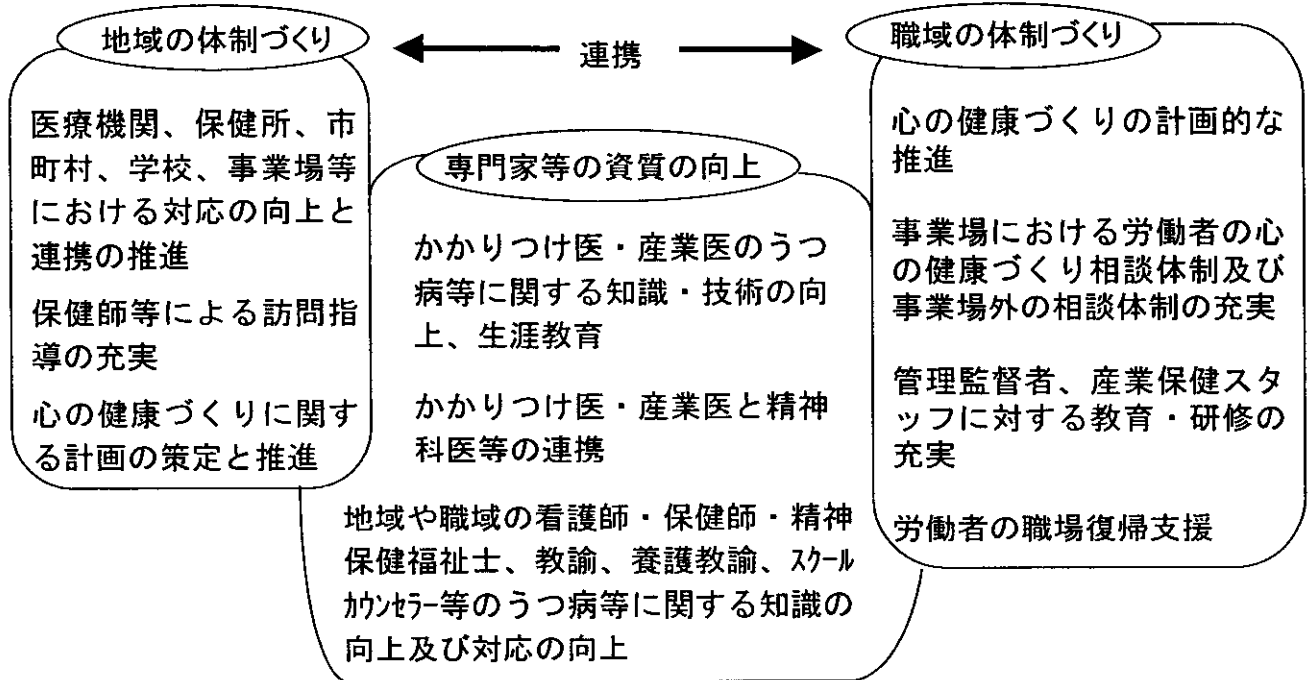 地域の体制づくり
連携
職域の体制づくり
医療機関、保健所、市
町村、学校、事業場等
における対応の向上と
連携の推進
保健師等による訪問指
導の充実
心の健康づくりに関す
る計画の策定と推進
専門家等の資質の向上
かかりつけ医・産業医のうつ
病等に関する知識・技術の向
上、生涯教育
かかりつけ医・産業医と精神
科医等の連携
地域や職域の看護師・保健師・精神
保健福祉士、教諭、養護教諭、ｽｸｰﾙ
ｶｳﾝｾﾗｰ等のうつ病等に関する知識の
向上及び対応の向上
心の健康づくりの計画的な
推進
事業場における労働者の心
の健康づくり相談体制及び
事業場外の相談体制の充実
管理監督者、産業保健スタ
ッフに対する教育・研修の
充実
労働者の職場復帰支援